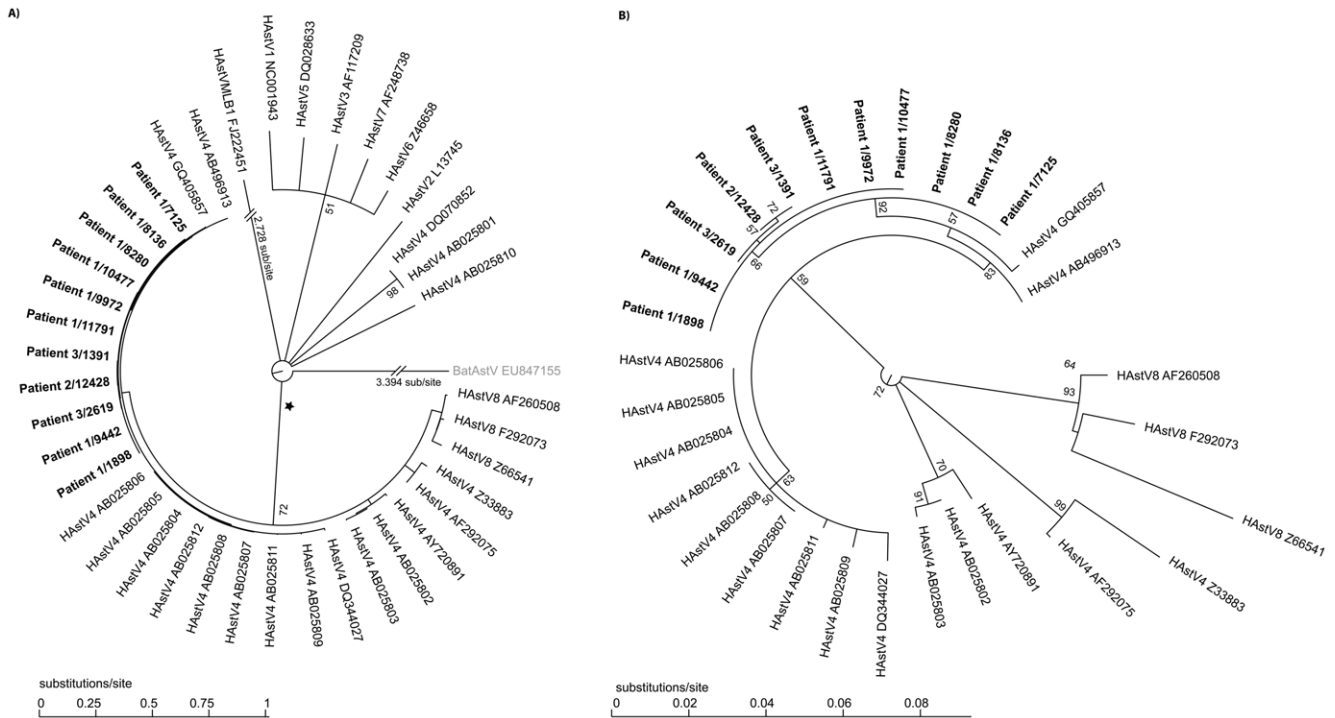 A)
HAstVMLB1 FJ222451
HAstV1 NC001943
HAstV5 DQ028633
HAstV3 AF117209
HAstV7 AF248738
HAstV6 Z46658
HAstV2 L13745
HAstV4 DQ070852
HAstV4 AB025801
HAstV4 AB025810
BatAstV EU847155
HAstV8 AF260508
HAstV8 F292073
HAstV8 Z66541
HAstV4 Z33883
HAstV4 AF292075
HAstV4 AY720891
HAstV4 AB025802
HAstV4 AB025803
HAstV4 DQ344027
HAstV4 AB025809
HAstV4 AB025811
HAstV4 AB025807
HAstV4 AB025808
HAstV4 AB025812
HAstV4 AB025804
HAstV4 AB025805
HAstV4 AB025806
Patient 1/1898
Patient 1/9442
Patient 3/2619
Patient 2/12428
Patient 3/1391
Patient 1/11791
Patient 1/9972
Patient 1/10477
Patient 1/8280
Patient 1/8136
Patient 1/7125
HAstV4 GQ405857
HAstV4 AB496913
2.728 sub/site
51
98
3.394 sub/site
72
substitutions/site
0 0.25 0.5 0.75 1
B)
Patient 1/1898
Patient 1/9442
Patient 3/2619
Patient 2/12428
Patient 3/1391
Patient 1/11791
Patient 1/9972
Patient 1/10477
Patient 1/8280
Patient 1/8136
Patient 1/7125
HAstV4 GQ405857
HAstV4 AB496913
HAstV8 AF260508
HAstV8 F292073
HAstV8 Z66541
HAstV4 Z33883
HAstV4 AF292075
HAstV4 AY720891
HAstV4 AB025802
HAstV4 AB025803
HAstV4 DQ344027
HAstV4 AB025809
HAstV4 AB025811
HAstV4 AB025807
HAstV4 AB025808
HAstV4 AB025812
HAstV4 AB025804
HAstV4 AB025805
HAstV4 AB025806
72
57
66
92
57
83
59
64
93
72
70
91
99
63
50
substitutions/site
0 0.02 0.04 0.06 0.08